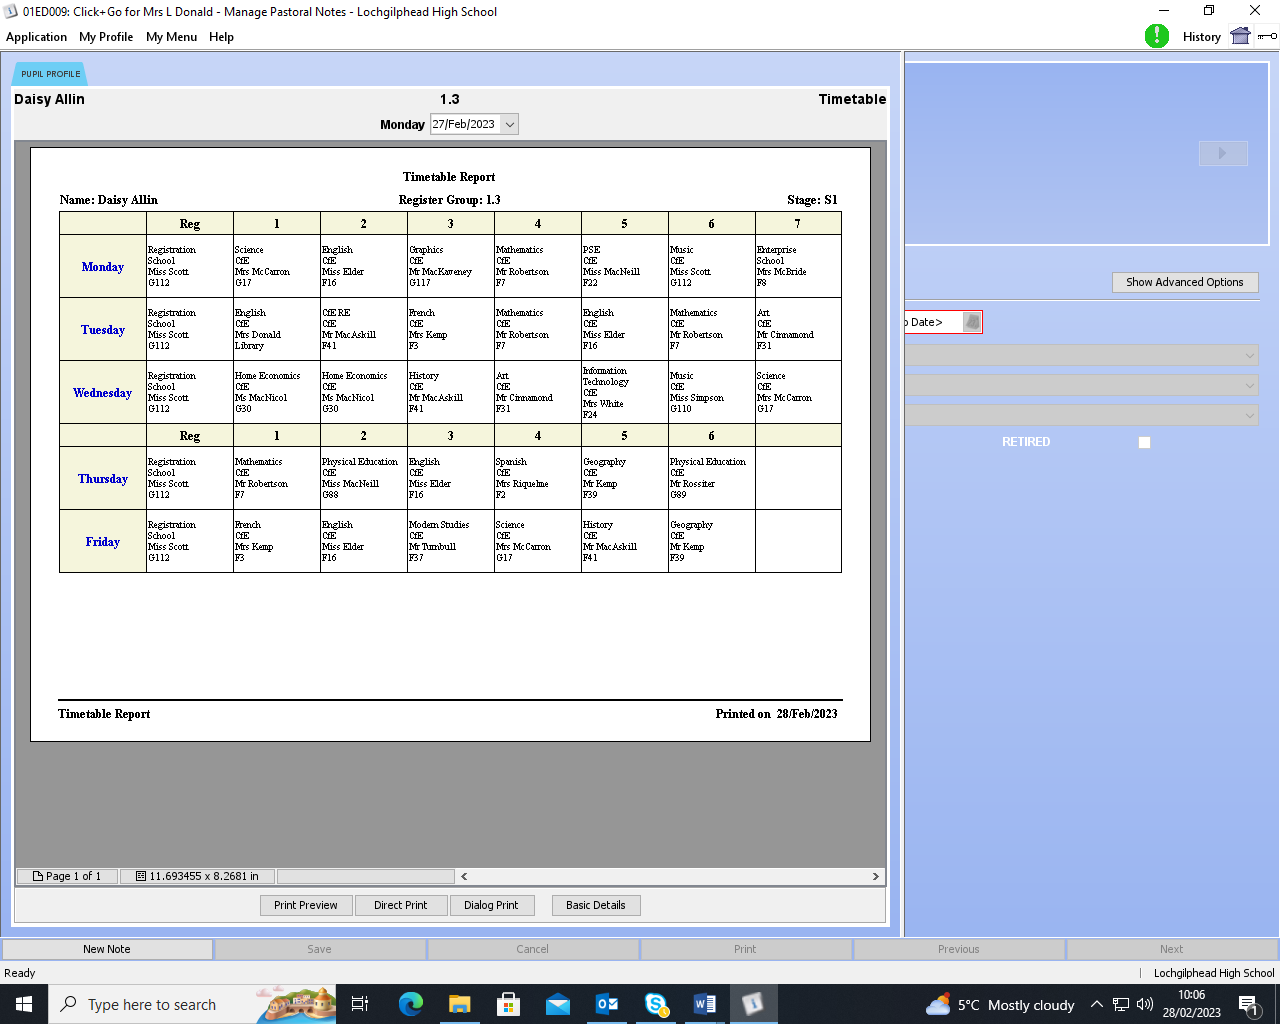 01ED009: Click+Go for Mrs L Donald - Manage Pastoral Notes - Lochgilphead High School
Application My Profile My Menu Help
History
PUPIL PROFILE
Daisy Allin 1.3 Timetable
Monday 27/Feb/2023
Timetable Report
Name: Daisy Allin Register Group: 1.3 Stage: S1
Reg 1 2 3 4 5 6 7
Monday
Registration Science English Graphics Mathematics PSE Music Enterprise
School CfE CfE CfE CfE CfE CfE School
Miss Scott Mrs McCarron Miss Elder Mr MacKaveney Mr Robertson Miss MacNeill Miss Scott Mrs McBride
G112 G17 F16 G117 F7 F22 G112 F8
Tuesday
Registration English CfE RE French Mathematics English Mathematics Art
School CfE CfE CfE CfE CfE CfE CfE
Miss Scott Mrs Donald Mr MacAskill Mrs Kemp Mr Robertson Miss Elder Mr Robertson Mr Cinnamond
G112 Library F41 F3 F7 F16 F7 F31
Wednesday
Registration Home Economics Home Economics History Art Information Technology Music Science
School CfE CfE CfE CfE CfE CfE CfE
Miss Scott Ms MacNicol Ms MacNicol Mr MacAskill Mr Cinnamond Mrs White Miss Simpson Mrs McCarron
G112 G30 G30 F41 F31 F24 G110 G17
Reg 1 2 3 4 5 6
Thursday
Registration Mathematics Physical Education English Spanish Geography Physical Education
School CfE CfE CfE CfE CfE CfE
Miss Scott Mr Robertson Miss MacNeill Miss Elder Mrs Riquelme Mr Kemp Mr Rossiter
G112 F7 G88 F16 F2 F39 G89
Friday
Registration French English Modern Studies Science History Geography
School CfE CfE CfE CfE CfE CfE
Miss Scott Mrs Kemp Miss Elder Mr Turnbull Mrs McCarron Mr MacAskill Mr Kemp
G112 F3 F16 F37 G17 F41 F39
Timetable Report Printed on 28/Feb/2023
Show Advanced Options
o Date>
RETIRED
Page 1 of 1 11.693455 x 8.2681 in
Print Preview Direct Print Dialog Print Basic Details
New Note Save Cancel Print Previous Next
Ready Lochgilphead High School
Type here to search 5°C Mostly cloudy 10:06
28/02/2023
1